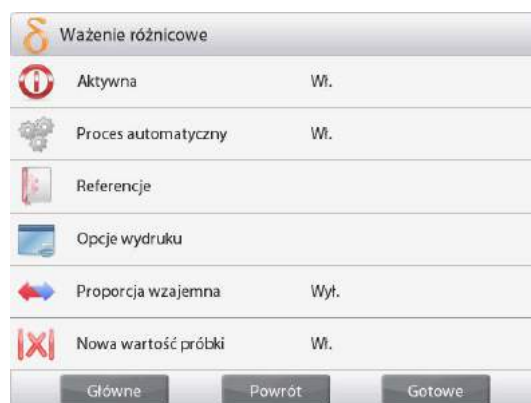 δ Ważenie różnicowe
Aktywna Wł.
Proces automatyczny Wł.
Referencje
Opcje wydruku
Proporcja wzajemna Wył.
|X| Nowa wartość próbki Wł.
Główne Powrót Gotowe